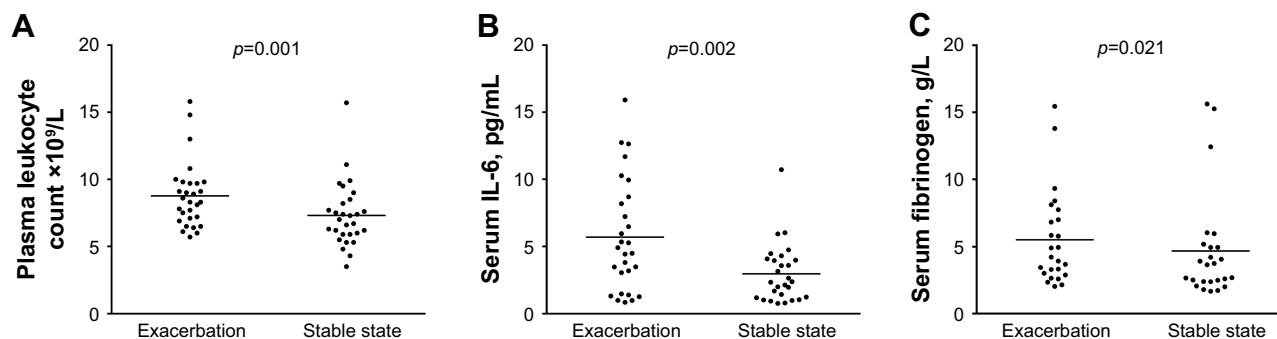 A
Plasma leukocyte
count ×10⁹/L
20
15
10
5
0
p=0.001
Exacerbation
Stable state
B
Serum IL-6, pg/mL
20
15
10
5
0
p=0.002
Exacerbation
Stable state
C
Serum fibrinogen, g/L
20
15
10
5
0
p=0.021
Exacerbation
Stable state